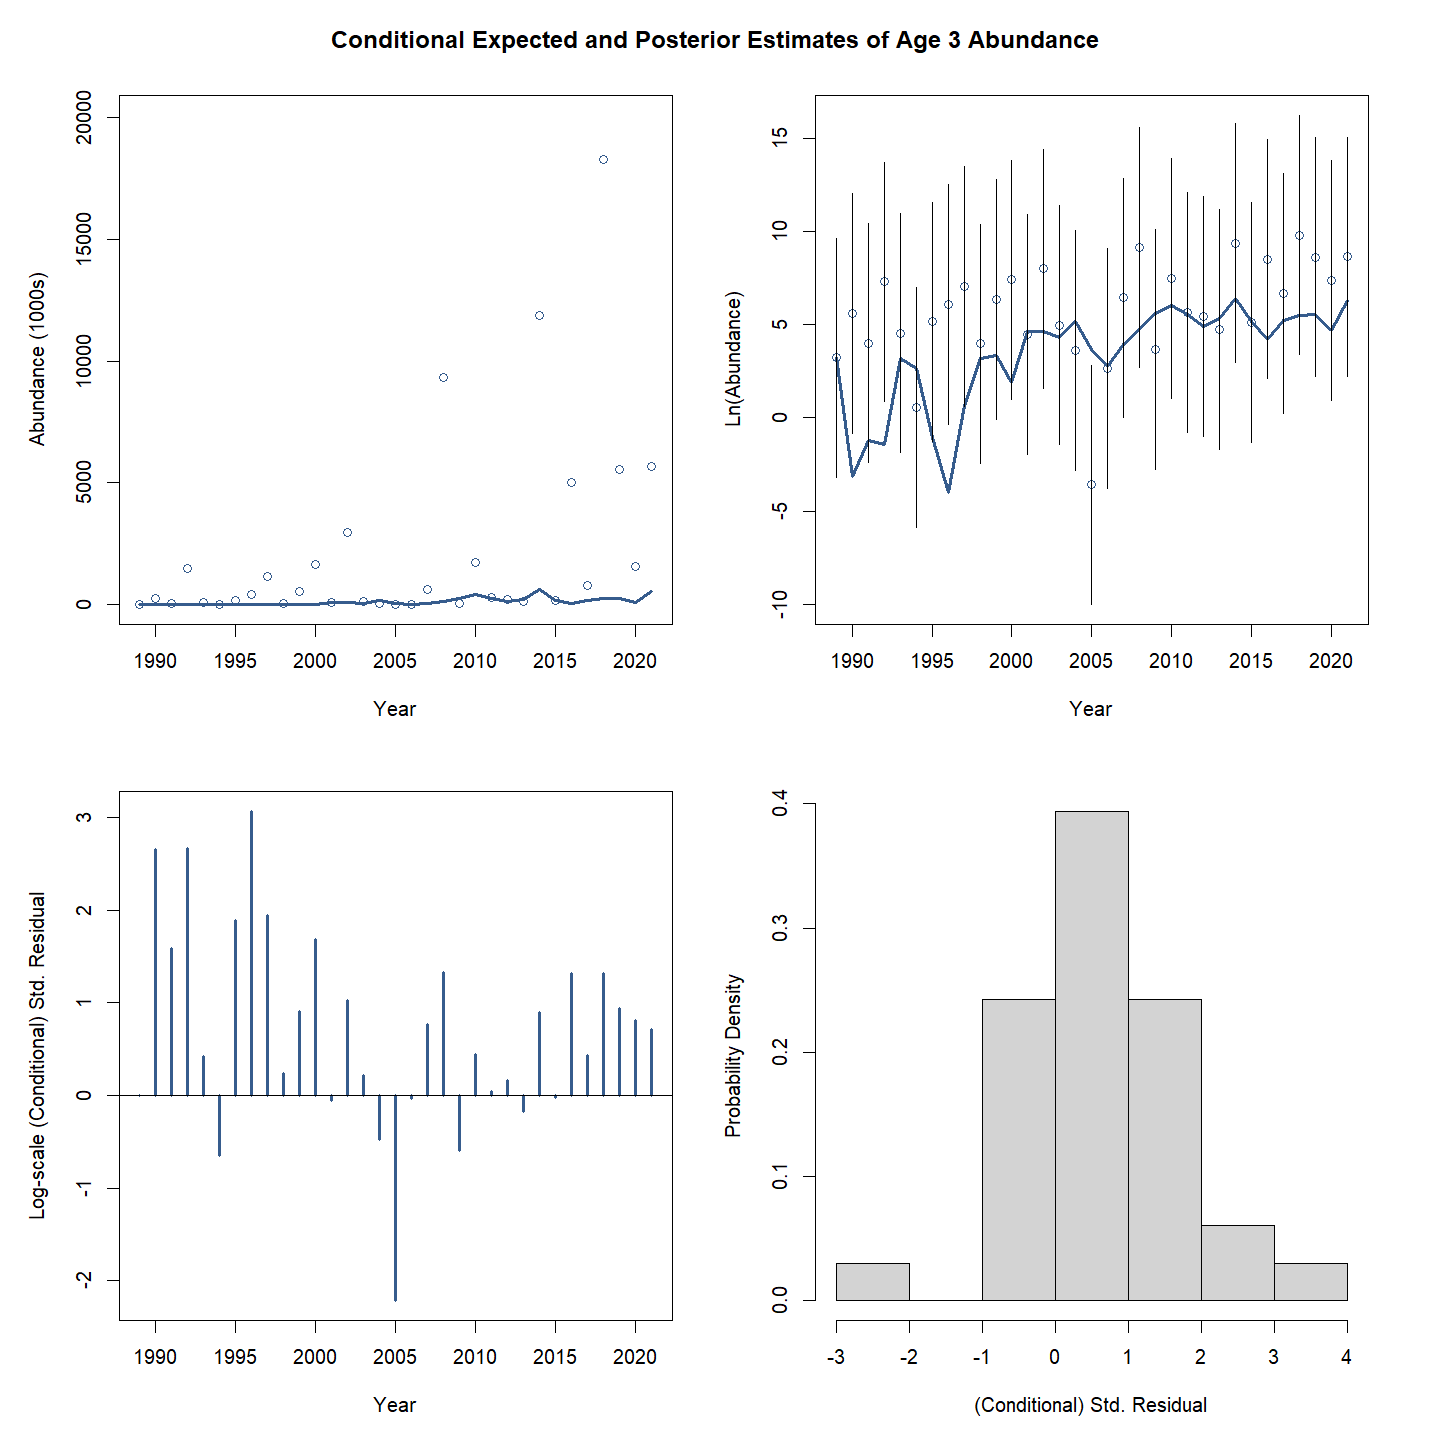 Conditional Expected and Posterior Estimates of Age 3 Abundance
Abundance (1000s)
20000
15000
10000
5000
0
1990 1995 2000 2005 2010 2015 2020
Year
Ln(Abundance)
15
10
5
0
-5
-10
1990 1995 2000 2005 2010 2015 2020
Year
Log-scale (Conditional) Std. Residual
3
2
1
0
-1
-2
1990 1995 2000 2005 2010 2015 2020
Year
Probability Density
0.4
0.3
0.2
0.1
0.0
-3 -2 -1 0 1 2 3 4
(Conditional) Std. Residual